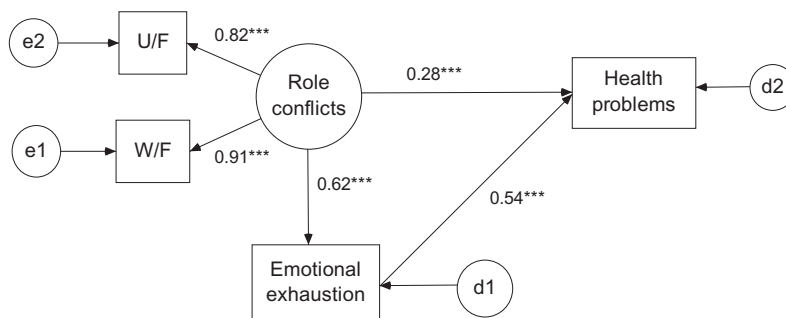 e2
U/F
0.82***
Role
conflicts
0.28***
Health
problems
d2
e1
W/F
0.91***
0.62***
0.54***
Emotional
exhaustion
d1